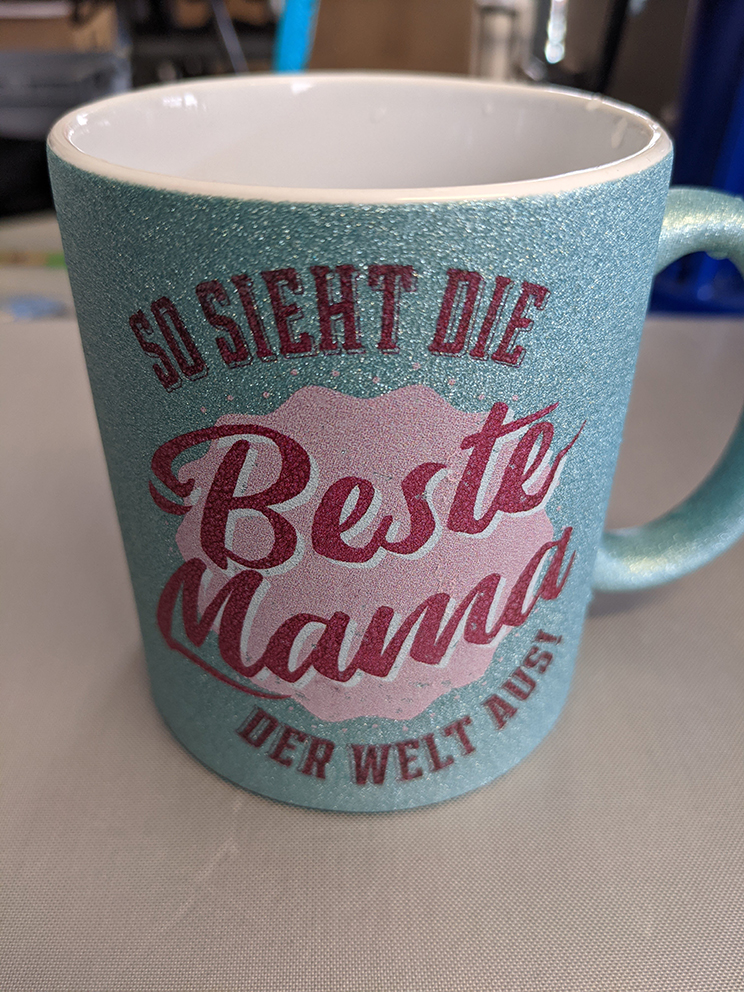 SO SIEHT DIE
Beste
Mama
DER WELT AUS!